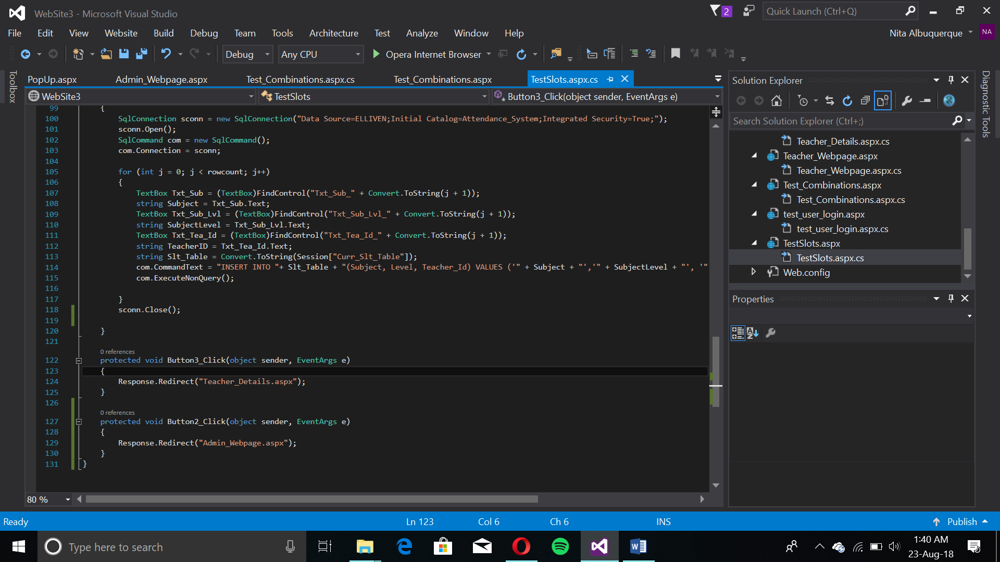 WebSite3 - Microsoft Visual Studio
2
Quick Launch (Ctrl+Q)
File Edit View Website Build Debug Team Tools Architecture Test Analyze Window Help
Nita Albuquerque NA
Debug Any CPU Opera Internet Browser
Toolbox
PopUp.aspx Admin_Webpage.aspx Test_Combinations.aspx.cs Test_Combinations.aspx TestSlots.aspx.cs
WebSite3 TestSlots Button3_Click(object sender, EventArgs e)
99 {
100 SqlConnection sconn = new SqlConnection("Data Source=ELLIVEN;Initial Catalog=Attendance_System;Integrated Security=True;");
101 sconn.Open();
102 SqlCommand com = new SqlCommand();
103 com.Connection = sconn;
104
105 for (int j = 0; j < rowcount; j++)
106 {
107 TextBox Txt_Sub = (TextBox)FindControl("Txt_Sub_" + Convert.ToString(j + 1));
108 string Subject = Txt_Sub.Text;
109 TextBox Txt_Sub_Lvl = (TextBox)FindControl("Txt_Sub_Lvl_" + Convert.ToString(j + 1));
110 string SubjectLevel = Txt_Sub_Lvl.Text;
111 TextBox Txt_Tea_Id = (TextBox)FindControl("Txt_Tea_Id_" + Convert.ToString(j + 1));
112 string TeacherID = Txt_Tea_Id.Text;
113 string Slt_Table = Convert.ToString(Session["Curr_Slt_Table"]);
114 com.CommandText = "INSERT INTO "+ Slt_Table + "(Subject, Level, Teacher_Id) VALUES ('" + Subject + "','" + SubjectLevel + "', '"
115 com.ExecuteNonQuery();
116
117 }
118 sconn.Close();
119
120 }
121
0 references
122 protected void Button3_Click(object sender, EventArgs e)
123 {
124 Response.Redirect("Teacher_Details.aspx");
125 }
126
0 references
127 protected void Button2_Click(object sender, EventArgs e)
128 {
129 Response.Redirect("Admin_Webpage.aspx");
130 }
131 }
80 %
Solution Explorer
Search Solution Explorer (Ctrl+;)
Teacher_Details.aspx.cs
Teacher_Webpage.aspx
Teacher_Webpage.aspx.cs
Test_Combinations.aspx
Test_Combinations.aspx.cs
test_user_login.aspx
test_user_login.aspx.cs
TestSlots.aspx
TestSlots.aspx.cs
Web.config
Properties
Diagnostic Tools
Ready Ln 123 Col 6 Ch 6 INS Publish
Type here to search
1:40 AM
23-Aug-18